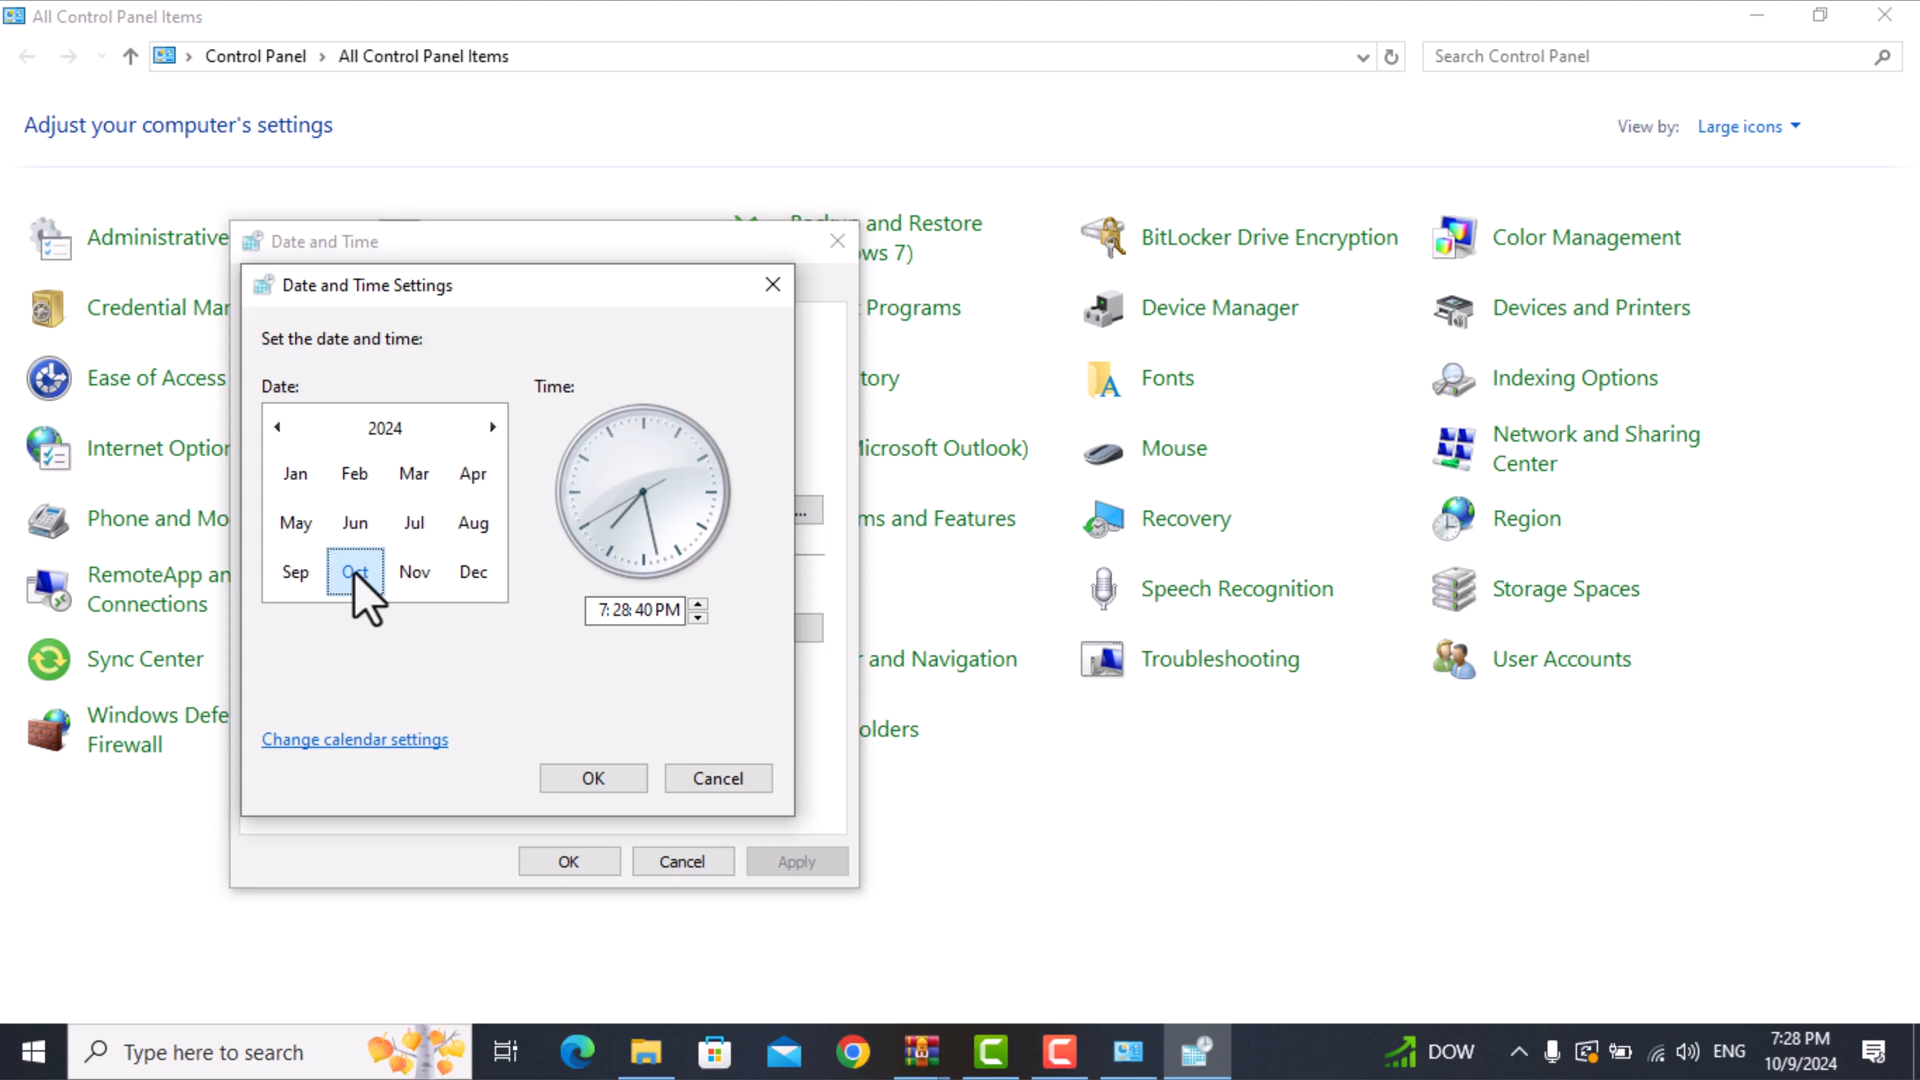 All Control Panel Items
Control Panel > All Control Panel Items
Search Control Panel
Adjust your computer's settings
View by: Large icons
Administrative
and Restore
ows 7)
BitLocker Drive Encryption
Color Management
Date and Time
Date and Time Settings
Credential Mar
Programs
Device Manager
Devices and Printers
Set the date and time:
Ease of Access
Date:
Time:
tory
Fonts
Indexing Options
2024
Jan Feb Mar Apr
May Jun Jul Aug
Sep Oct Nov Dec
7: 28: 40 PM
Internet Option
Microsoft Outlook)
Mouse
Network and Sharing
Center
...
Phone and Mo
ms and Features
Recovery
Region
RemoteApp an
Connections
Speech Recognition
Storage Spaces
Sync Center
r and Navigation
Troubleshooting
User Accounts
Windows Defe
Firewall
olders
Change calendar settings
OK Cancel
OK Cancel Apply
Type here to search
DOW
ENG
7:28 PM
10/9/2024